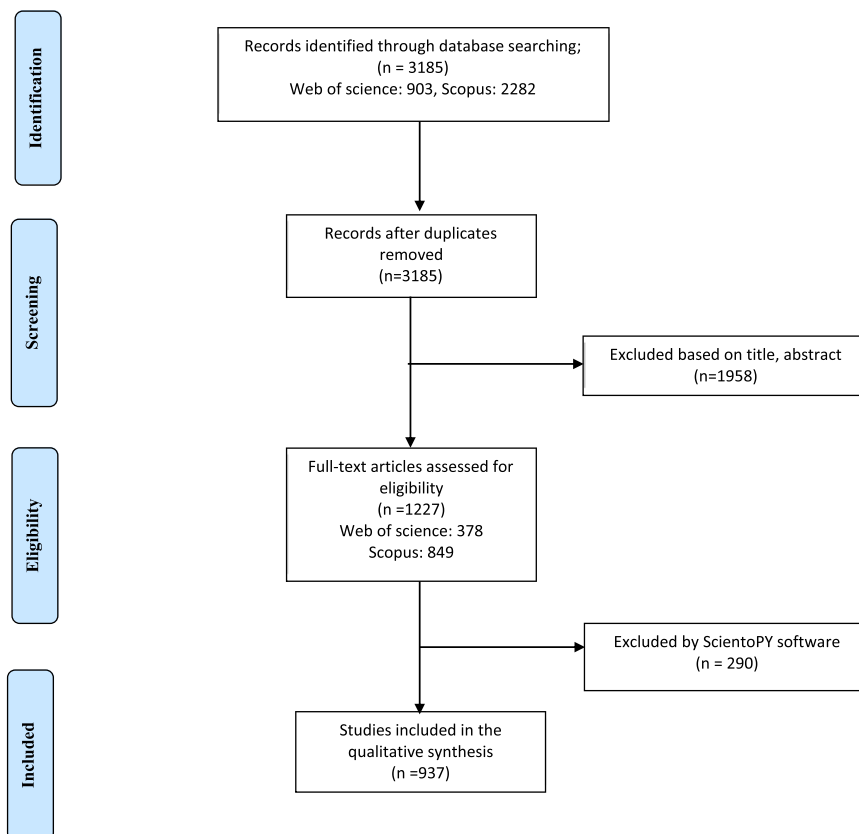 Identification
Records identified through database searching;
(n = 3185)
Web of science: 903, Scopus: 2282
Screening
Records after duplicates
removed
(n=3185)
Excluded based on title, abstract
(n=1958)
Eligibility
Full-text articles assessed for
eligibility
(n =1227)
Web of science: 378
Scopus: 849
Excluded by ScientoPY software
(n = 290)
Included
Studies included in the
qualitative synthesis
(n =937)